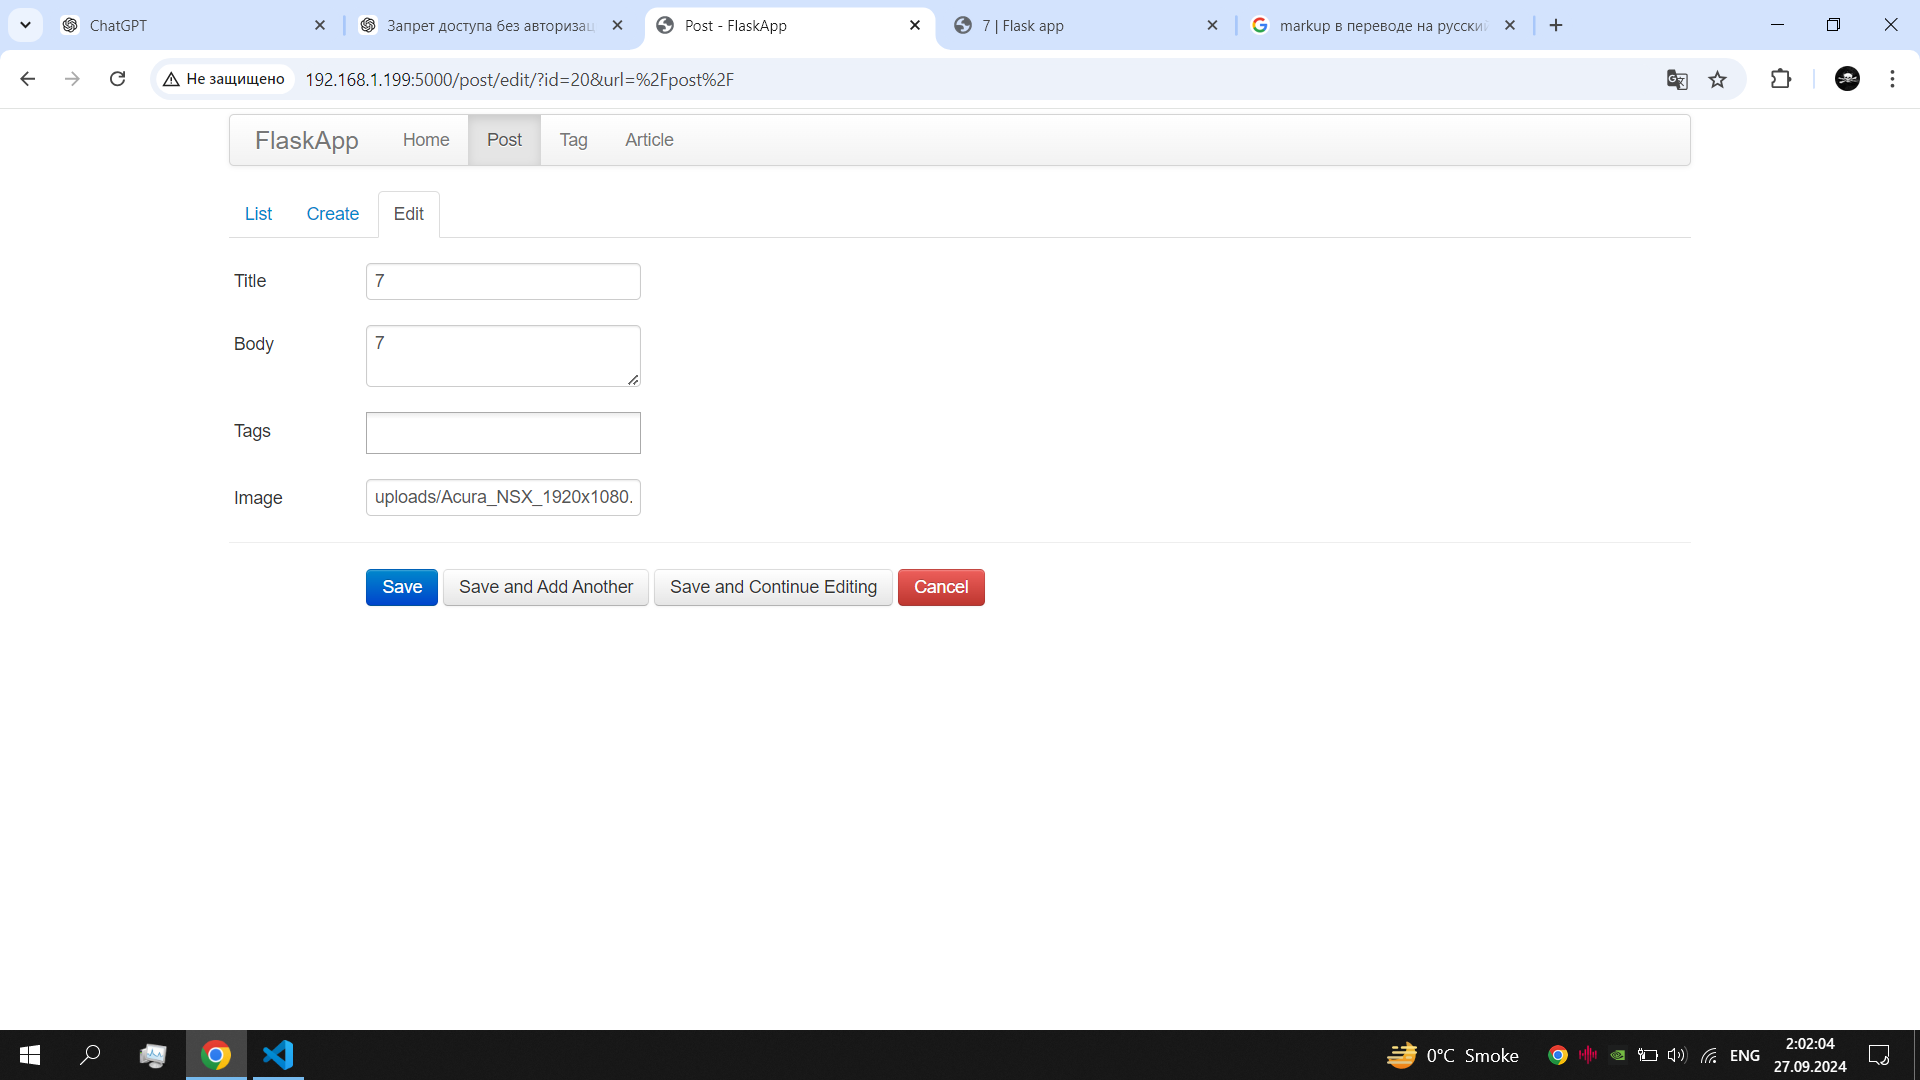 ChatGPT
Запрет доступа без авторизац
Post - FlaskApp
7 | Flask app
markup в переводе на русский
Не защищено
192.168.1.199:5000/post/edit/?id=20&url=%2Fpost%2F
FlaskApp Home Post Tag Article
List Create Edit
Title 7
Body 7
Tags
Image uploads/Acura_NSX_1920x1080.
Save Save and Add Another Save and Continue Editing Cancel
0°C Smoke
ENG
2:02:04
27.09.2024